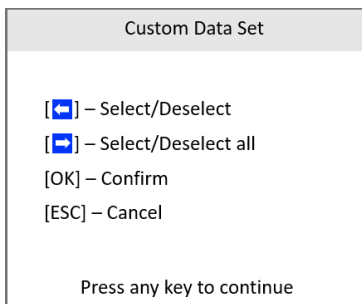 Custom Data Set
[⬅] – Select/Deselect
[➡] – Select/Deselect all
[OK] – Confirm
[ESC] – Cancel
Press any key to continue